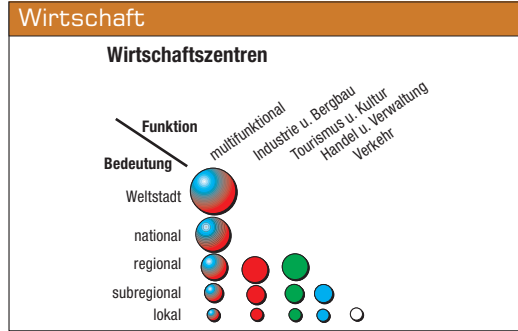 Wirtschaft
Wirtschaftszentren
multifunktional
Industrie u. Bergbau
Tourismus u. Kultur
Handel u. Verwaltung
Verkehr
Funktion
Bedeutung
Weltstadt
national
regional
subregional
lokal